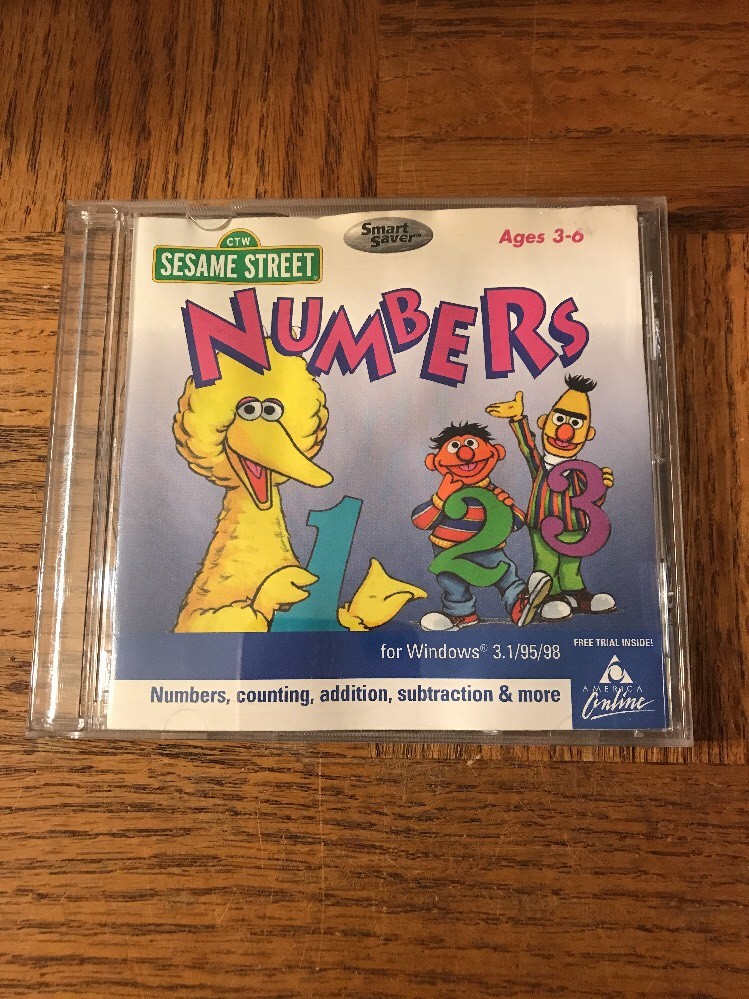 CTW
SESAME STREET
Smart
Saver™
Ages 3-6
NUMBERS
1 2 3
for Windows® 3.1/95/98
FREE TRIAL INSIDE!
Numbers, counting, addition, subtraction & more
AMERICA
Online